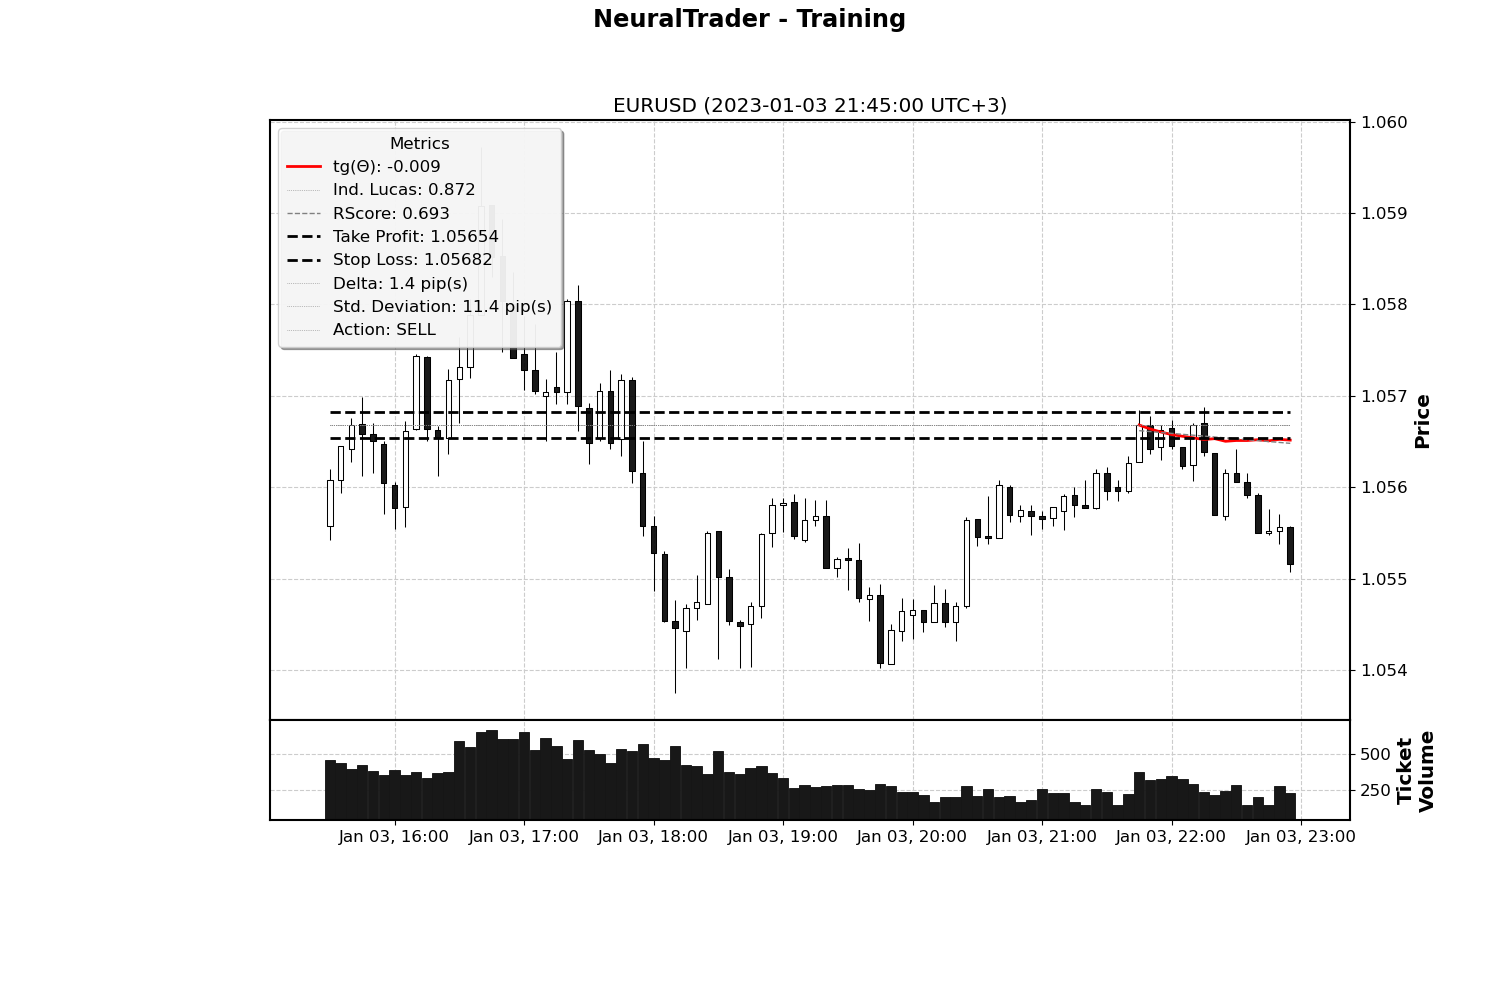 NeuralTrader - Training
EURUSD (2023-01-03 21:45:00 UTC+3)
Metrics
tg(Θ): -0.009
Ind. Lucas: 0.872
RScore: 0.693
Take Profit: 1.05654
Stop Loss: 1.05682
Delta: 1.4 pip(s)
Std. Deviation: 11.4 pip(s)
Action: SELL
1.060
1.059
1.058
1.057
1.056
1.055
1.054
Price
500
250
Ticket
Volume
Jan 03, 16:00
Jan 03, 17:00
Jan 03, 18:00
Jan 03, 19:00
Jan 03, 20:00
Jan 03, 21:00
Jan 03, 22:00
Jan 03, 23:00